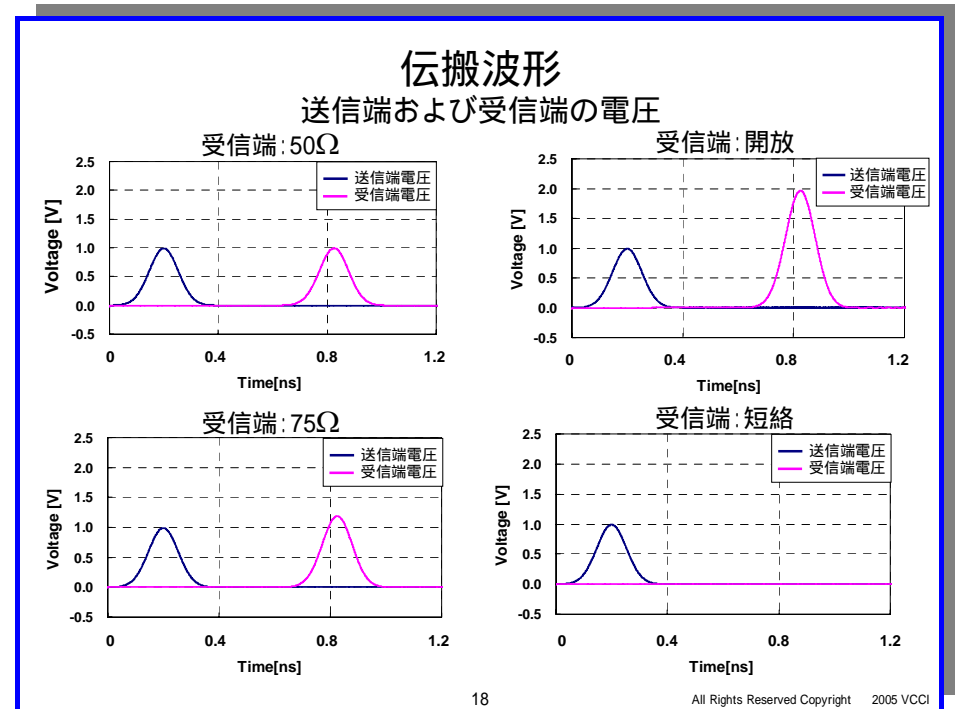 伝搬波形
送信端および受信端の電圧
受信端:50Ω
2.5
2.0
1.5
1.0
0.5
0.0
-0.5
Voltage [V]
送信端電圧
受信端電圧
0 0.4 0.8 1.2
Time[ns]
受信端:開放
2.5
2.0
1.5
1.0
0.5
0.0
-0.5
Voltage [V]
送信端電圧
受信端電圧
0 0.4 0.8 1.2
Time[ns]
受信端:75Ω
2.5
2.0
1.5
1.0
0.5
0.0
-0.5
Voltage [V]
送信端電圧
受信端電圧
0 0.4 0.8 1.2
Time[ns]
受信端:短絡
2.5
2.0
1.5
1.0
0.5
0.0
-0.5
Voltage [V]
送信端電圧
受信端電圧
0 0.4 0.8 1.2
Time[ns]
18
All Rights Reserved Copyright 2005 VCCI